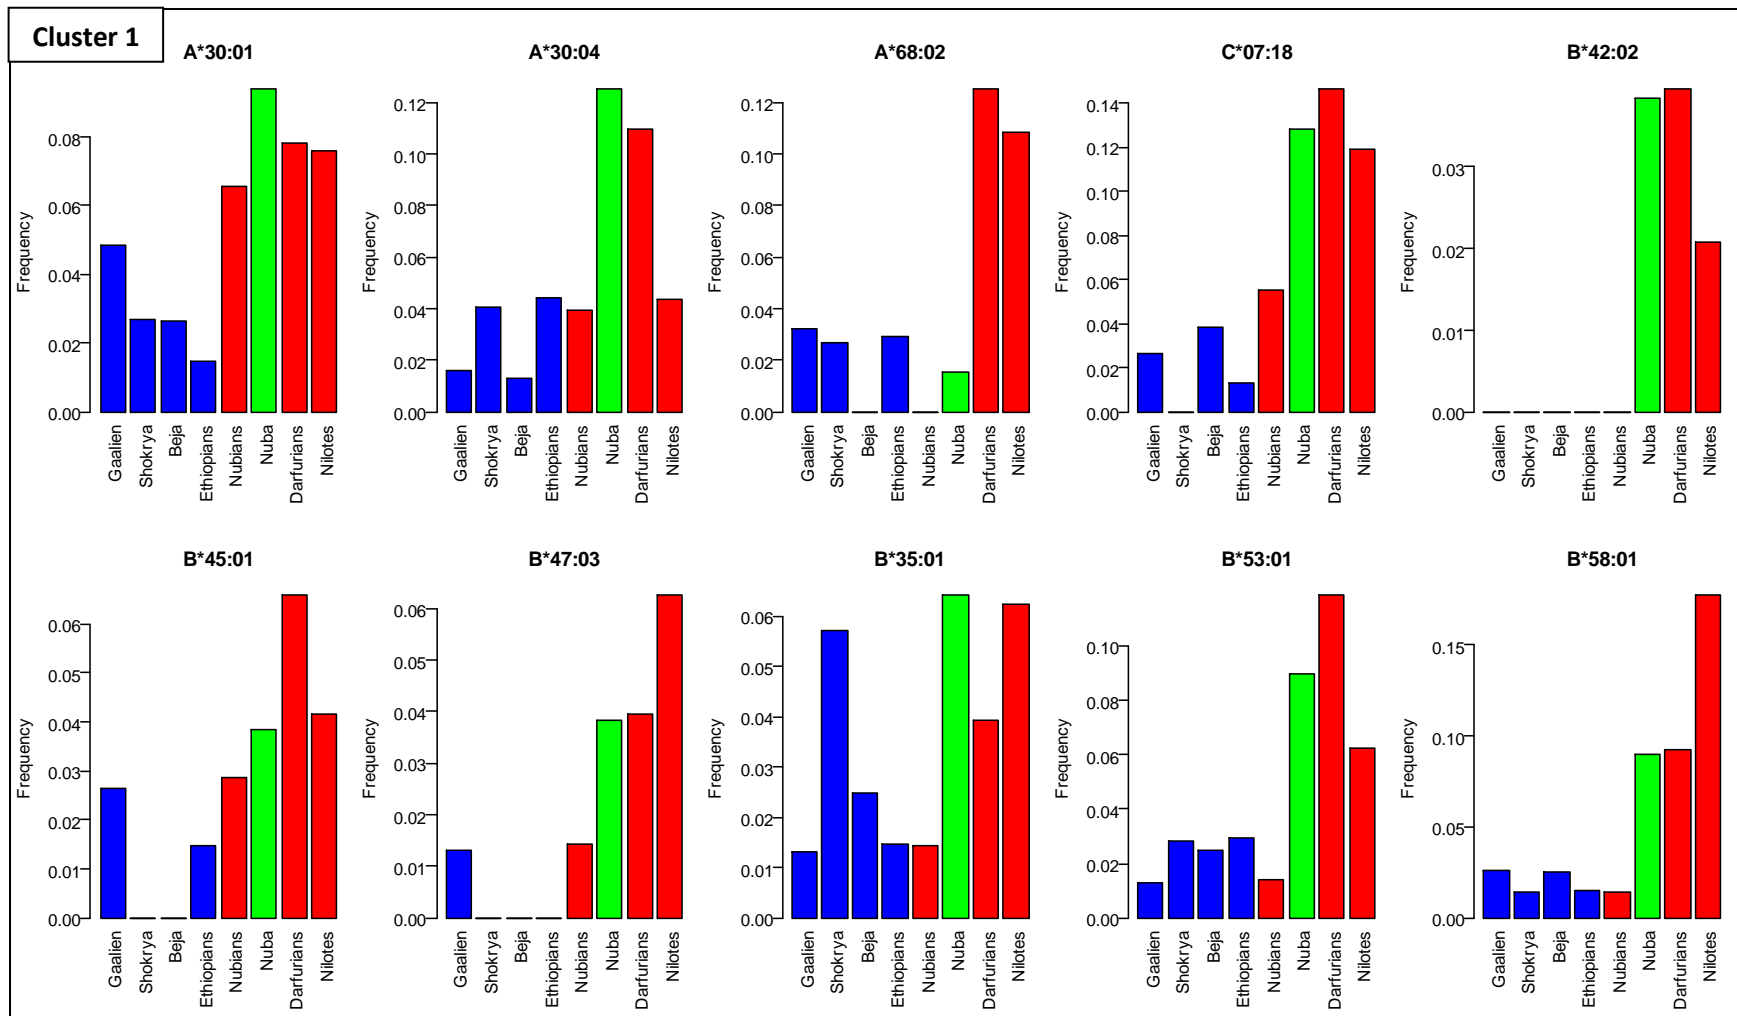 Cluster 1
A*30:01
Frequency
0.08
0.06
0.04
0.02
0.00
Gaalien
Shokrya
Beja
Ethiopians
Nubians
Nuba
Darfurians
Nilotes
A*30:04
Frequency
0.12
0.10
0.08
0.06
0.04
0.02
0.00
Gaalien
Shokrya
Beja
Ethiopians
Nubians
Nuba
Darfurians
Nilotes
A*68:02
Frequency
0.12
0.10
0.08
0.06
0.04
0.02
0.00
Gaalien
Shokrya
Beja
Ethiopians
Nubians
Nuba
Darfurians
Nilotes
C*07:18
Frequency
0.14
0.12
0.10
0.08
0.06
0.04
0.02
0.00
Gaalien
Shokrya
Beja
Ethiopians
Nubians
Nuba
Darfurians
Nilotes
B*42:02
Frequency
0.03
0.02
0.01
0.00
Gaalien
Shokrya
Beja
Ethiopians
Nubians
Nuba
Darfurians
Nilotes
B*45:01
Frequency
0.06
0.05
0.04
0.03
0.02
0.01
0.00
Gaalien
Shokrya
Beja
Ethiopians
Nubians
Nuba
Darfurians
Nilotes
B*47:03
Frequency
0.06
0.05
0.04
0.03
0.02
0.01
0.00
Gaalien
Shokrya
Beja
Ethiopians
Nubians
Nuba
Darfurians
Nilotes
B*35:01
Frequency
0.06
0.05
0.04
0.03
0.02
0.01
0.00
Gaalien
Shokrya
Beja
Ethiopians
Nubians
Nuba
Darfurians
Nilotes
B*53:01
Frequency
0.10
0.08
0.06
0.04
0.02
0.00
Gaalien
Shokrya
Beja
Ethiopians
Nubians
Nuba
Darfurians
Nilotes
B*58:01
Frequency
0.15
0.10
0.05
0.00
Gaalien
Shokrya
Beja
Ethiopians
Nubians
Nuba
Darfurians
Nilotes